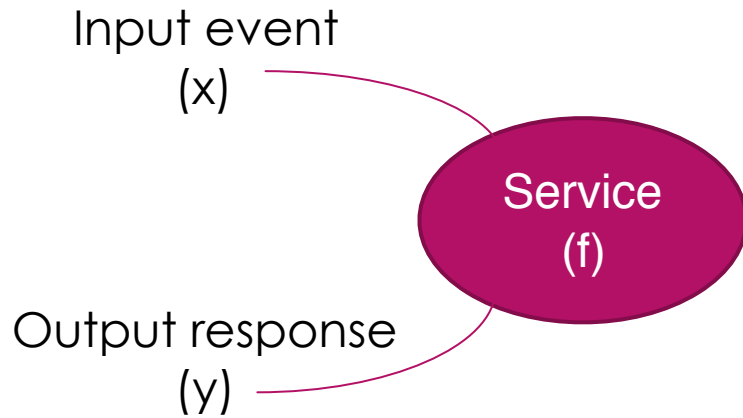 Input event
(x)
Service
(f)
Output response
(y)